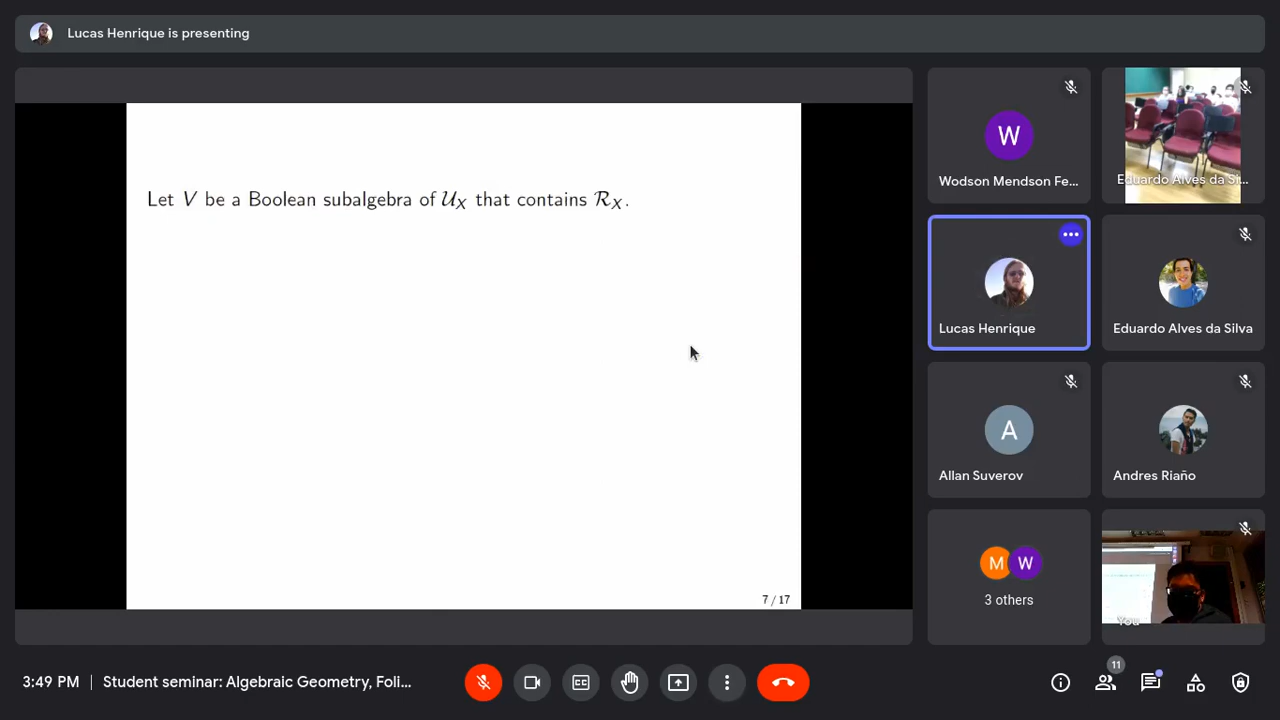 Lucas Henrique is presenting
Let V be a Boolean subalgebra of 𝒰_X that contains ℛ_X.
7 / 17
W
Wodson Mendson Fe...
Eduardo Alves da Si...
Lucas Henrique
Eduardo Alves da Silva
A
Allan Suverov
Andres Riaño
M W
3 others
You
3:49 PM | Student seminar: Algebraic Geometry, Foli...
CC
11